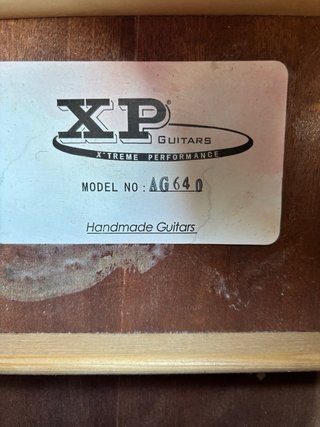 XP®
GUITARS
X'TREME PERFORMANCE
MODEL NO: AG640
Handmade Guitars